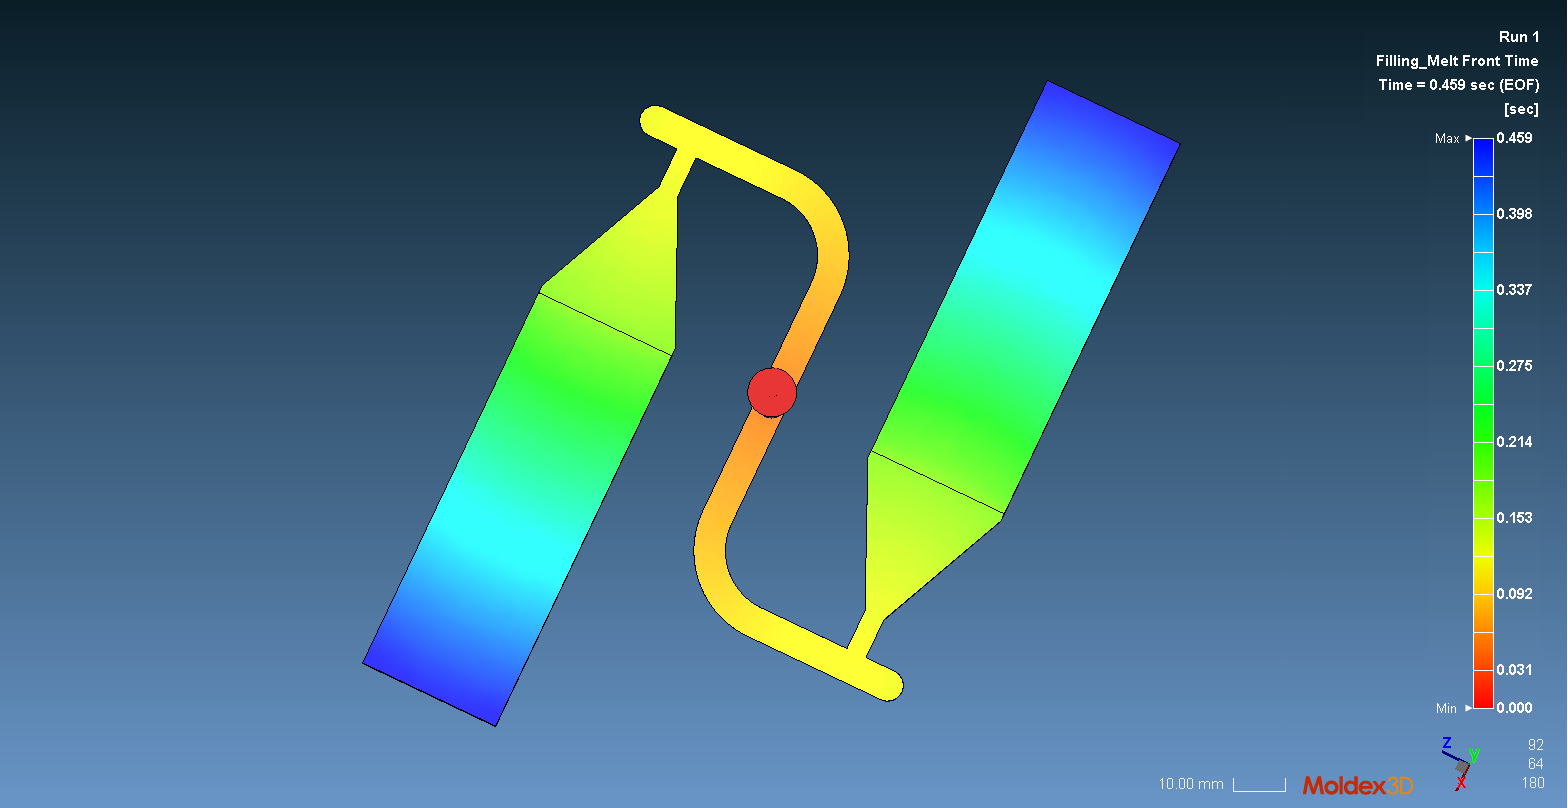 Run 1
Filling_Melt Front Time
Time = 0.459 sec (EOF)
[sec]
Max 0.459
0.398
0.337
0.275
0.214
0.153
0.092
0.031
Min 0.000
Z Y X
92
64
180
10.00 mm
Moldex3D